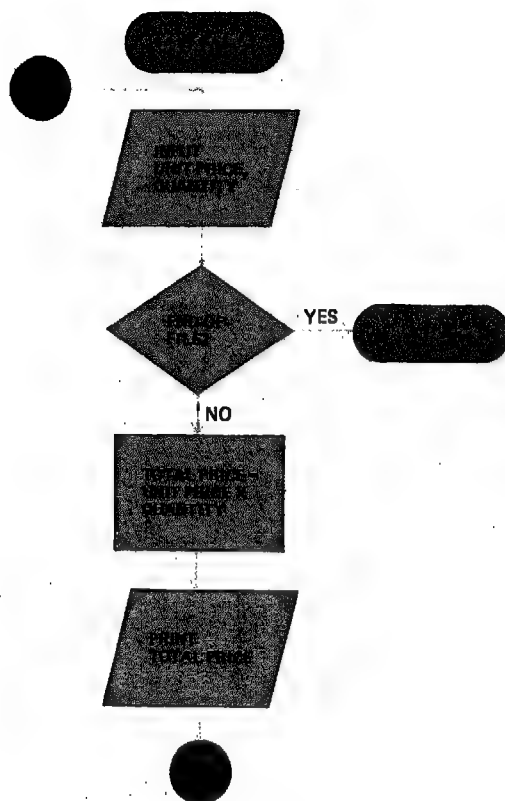 INPUT
UNIT PRICE,
QUANTITY
END-OF-
FILE?
YES
NO
TOTAL PRICE =
UNIT PRICE X
QUANTITY
PRINT
TOTAL PRICE